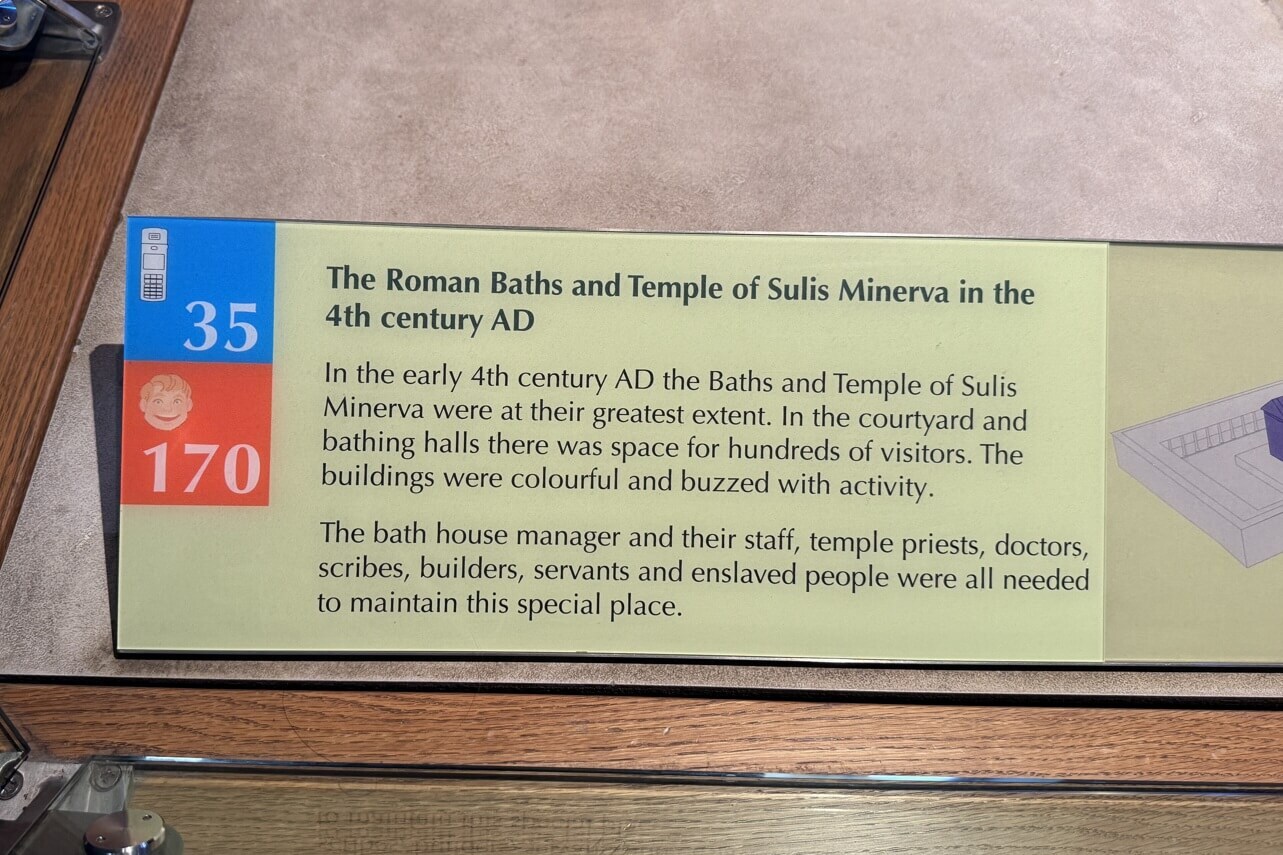 35
170
The Roman Baths and Temple of Sulis Minerva in the
4th century AD
In the early 4th century AD the Baths and Temple of Sulis
Minerva were at their greatest extent. In the courtyard and
bathing halls there was space for hundreds of visitors. The
buildings were colourful and buzzed with activity.
The bath house manager and their staff, temple priests, doctors,
scribes, builders, servants and enslaved people were all needed
to maintain this special place.